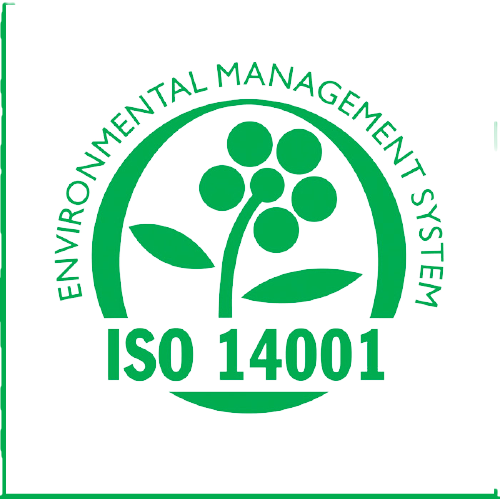 ENVIRONMENTAL MANAGEMENT SYSTEM
ISO 14001